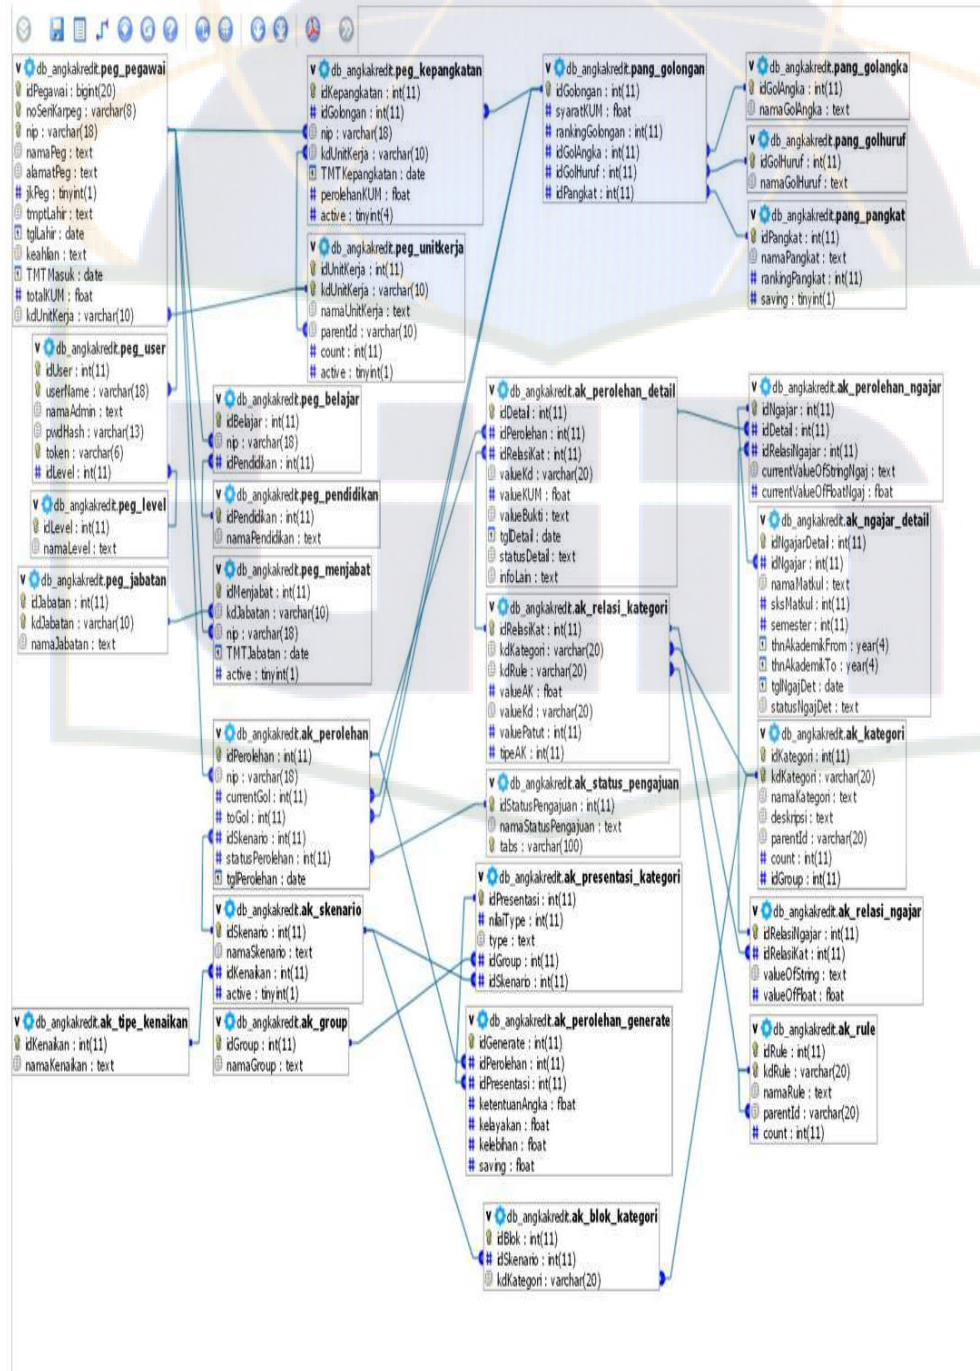 db_angkakredit.peg_pegawai
idPegawai : bigint(20)
noSeriKarpeg : varchar(8)
nip : varchar(18)
namaPeg : text
alamatPeg : text
jkPeg : tinyint(1)
tmptLahir : text
tglLahir : date
keahlian : text
TMTMasuk : date
totalKUM : float
kdUnitKerja : varchar(10)
db_angkakredit.peg_user
idUser : int(11)
userName : varchar(18)
namaAdmin : text
pwdHash : varchar(13)
token : varchar(6)
idLevel : int(11)
db_angkakredit.peg_level
idLevel : int(11)
namaLevel : text
db_angkakredit.peg_jabatan
idJabatan : int(11)
kdJabatan : varchar(10)
namaJabatan : text
db_angkakredit.peg_kepangkatan
idKepangkatan : int(11)
idGolongan : int(11)
nip : varchar(18)
kdUnitKerja : varchar(10)
TMTKepangkatan : date
perolehanKUM : float
active : tinyint(4)
db_angkakredit.peg_unitkerja
idUnitKerja : int(11)
kdUnitKerja : varchar(10)
namaUnitKerja : text
parentId : varchar(10)
count : int(11)
active : tinyint(1)
db_angkakredit.peg_belajar
idBelajar : int(11)
nip : varchar(18)
idPendidikan : int(11)
db_angkakredit.peg_pendidikan
idPendidikan : int(11)
namaPendidikan : text
db_angkakredit.peg_menjabat
idMenjabat : int(11)
kdJabatan : varchar(10)
nip : varchar(18)
TMTJabatan : date
active : tinyint(1)
db_angkakredit.pang_golongan
idGolongan : int(11)
syaratKUM : float
rankingGolongan : int(11)
idGolAngka : int(11)
idGolHuruf : int(11)
idPangkat : int(11)
db_angkakredit.pang_golangka
idGolAngka : int(11)
namaGolAngka : text
db_angkakredit.pang_golhuruf
idGolHuruf : int(11)
namaGolHuruf : text
db_angkakredit.pang_pangkat
idPangkat : int(11)
namaPangkat : text
rankingPangkat : int(11)
saving : tinyint(1)
db_angkakredit.ak_perolehan_detail
idDetail : int(11)
idPerolehan : int(11)
idRelasiKat : int(11)
valueKd : varchar(20)
valueKUM : float
valueBukti : text
tglDetail : date
statusDetail : text
infoLain : text
db_angkakredit.ak_perolehan_ngajar
idNgajar : int(11)
idDetail : int(11)
idRelasiNgajar : int(11)
currentValueOfStringNgaj : text
currentValueOfFloatNgaj : float
db_angkakredit.ak_ngajar_detail
idNgajarDetail : int(11)
idNgajar : int(11)
namaMatkul : text
sksMatkul : int(11)
semester : int(11)
thnAkademikFrom : year(4)
thnAkademikTo : year(4)
tglNgajDet : date
statusNgajDet : text
db_angkakredit.ak_relasi_kategori
idRelasiKat : int(11)
kdKategori : varchar(20)
kdRule : varchar(20)
valueAK : float
valueKd : varchar(20)
valuePatut : int(11)
tipeAK : int(11)
db_angkakredit.ak_kategori
idKategori : int(11)
kdKategori : varchar(20)
namaKategori : text
deskripsi : text
parentId : varchar(20)
count : int(11)
idGroup : int(11)
db_angkakredit.ak_perolehan
idPerolehan : int(11)
nip : varchar(18)
currentGol : int(11)
toGol : int(11)
idSkenario : int(11)
statusPerolehan : int(11)
tglPerolehan : date
db_angkakredit.ak_status_pengajuan
idStatusPengajuan : int(11)
namaStatusPengajuan : text
tabs : varchar(100)
db_angkakredit.ak_presentasi_kategori
idPresentasi : int(11)
nilaiType : int(11)
type : text
idGroup : int(11)
idSkenario : int(11)
db_angkakredit.ak_relasi_ngajar
idRelasiNgajar : int(11)
idRelasiKat : int(11)
valueOfString : text
valueOfFloat : float
db_angkakredit.ak_skenario
idSkenario : int(11)
namaSkenario : text
idKenaikan : int(11)
active : tinyint(1)
db_angkakredit.ak_tipe_kenaikan
idKenaikan : int(11)
namaKenaikan : text
db_angkakredit.ak_group
idGroup : int(11)
namaGroup : text
db_angkakredit.ak_perolehan_generate
idGenerate : int(11)
idPerolehan : int(11)
idPresentasi : int(11)
ketentuanAngka : float
kelayakan : float
kelebihan : float
saving : float
db_angkakredit.ak_rule
idRule : int(11)
kdRule : varchar(20)
namaRule : text
parentId : varchar(20)
count : int(11)
db_angkakredit.ak_blok_kategori
idBlok : int(11)
idSkenario : int(11)
kdKategori : varchar(20)